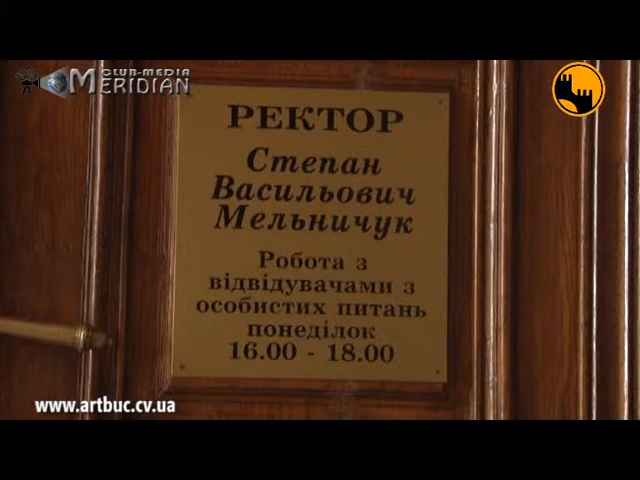 CLUB-MEDIA
MERIDIAN
РЕКТОР
Степан
Васильович
Мельничук
Робота з
відвідувачами з
особистих питань
понеділок
16.00 - 18.00
www.artbuc.cv.ua